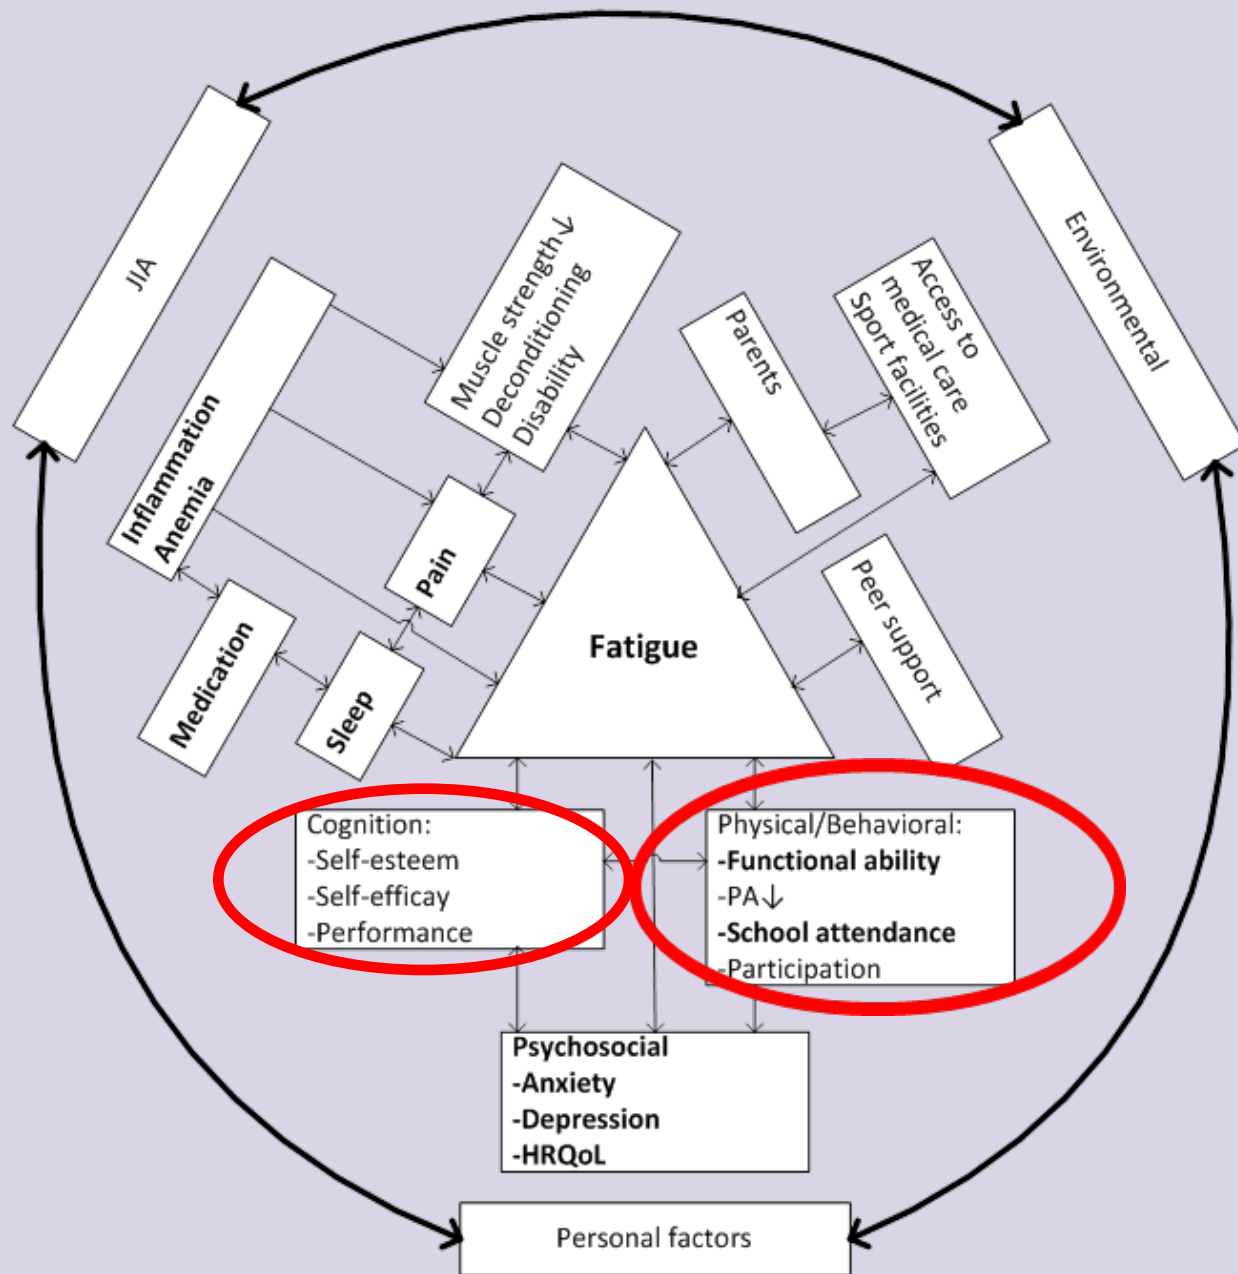 JIA
Environmental
Muscle strength↓
Deconditioning
Disability
Inflammation
Anemia
Parents
Access to
medical care
Sport facilities
Pain
Medication
Sleep
Fatigue
Peer support
Cognition:
-Self-esteem
-Self-efficay
-Performance
Physical/Behavioral:
-Functional ability
-PA↓
-School attendance
-Participation
Psychosocial
-Anxiety
-Depression
-HRQoL
Personal factors